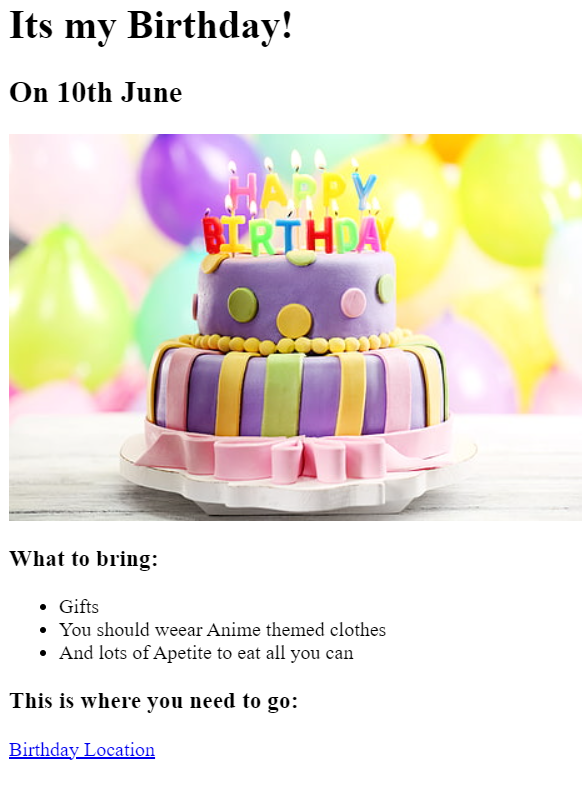 Its my Birthday!
On 10th June
HAPPY
BIRTHDAY
What to bring:
Gifts
You should weear Anime themed clothes
And lots of Apetite to eat all you can
This is where you need to go:
Birthday Location